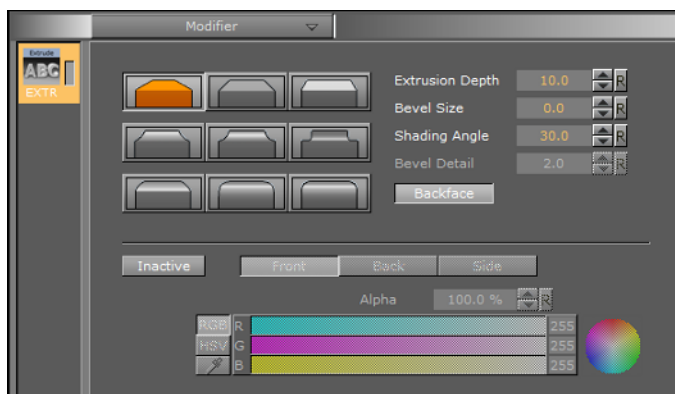 Modifier
Extrude
ABC
EXTR
Extrusion Depth 10.0 R
Bevel Size 0.0 R
Shading Angle 30.0 R
Bevel Detail 2.0 R
Backface
Inactive Front Back Side
Alpha 100.0 % R
RGB R 255
HSV G 255
B 255